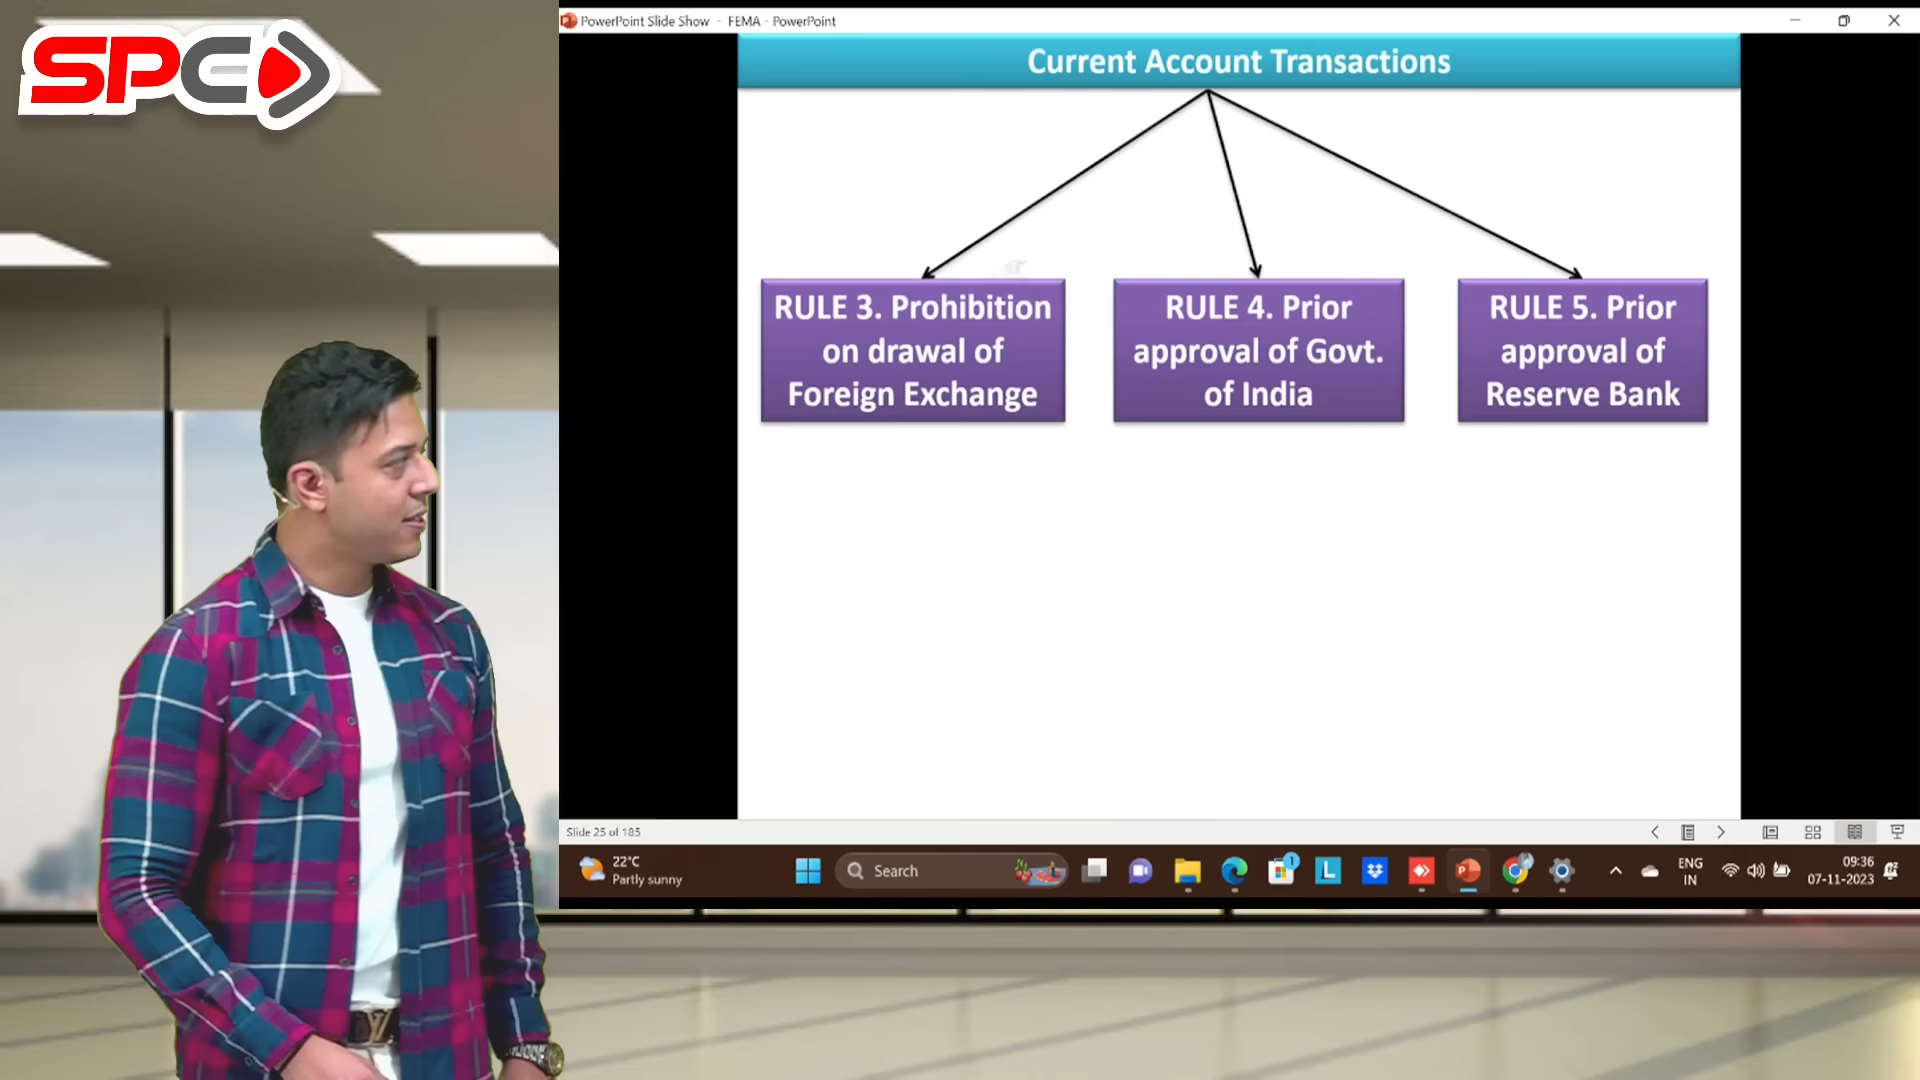 SPC
PowerPoint Slide Show - FEMA - PowerPoint
Current Account Transactions
RULE 3. Prohibition
on drawal of
Foreign Exchange
RULE 4. Prior
approval of Govt.
of India
RULE 5. Prior
approval of
Reserve Bank
Slide 25 of 185
22°C
Partly sunny
Search
1
L
ENG
IN
09:36
07-11-2023